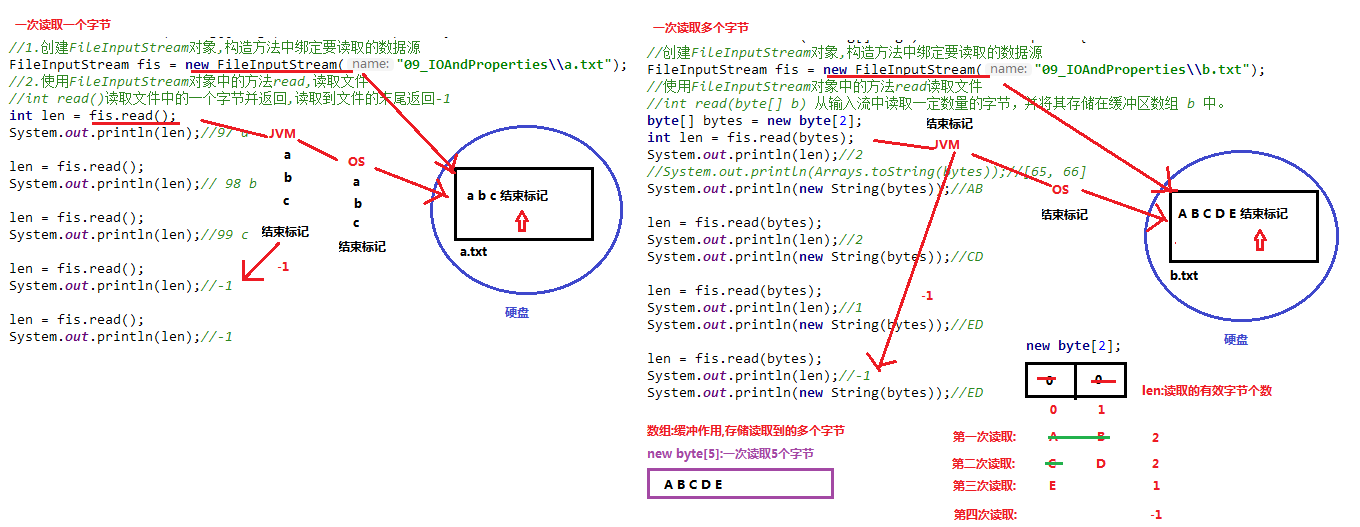 一次读取一个字节
//1.创建FileInputStream对象,构造方法中绑定要读取的数据源
FileInputStream fis = new FileInputStream( name: "09_IOAndProperties\\a.txt");
//2.使用FileInputStream对象中的方法read,读取文件
//int read()读取文件中的一个字节并返回,读取到文件的末尾返回-1
int len = fis.read();
System.out.println(len);//97 a
len = fis.read();
System.out.println(len);// 98 b
len = fis.read();
System.out.println(len);//99 c
len = fis.read();
System.out.println(len);//-1
len = fis.read();
System.out.println(len);//-1
JVM
a
b
c
结束标记
-1
OS
a
b
c
结束标记
a b c 结束标记
a.txt
硬盘
一次读取多个字节
//创建FileInputStream对象,构造方法中绑定要读取的数据源
FileInputStream fis = new FileInputStream( name: "09_IOAndProperties\\b.txt");
//使用FileInputStream对象中的方法read读取文件
//int read(byte[] b) 从输入流中读取一定数量的字节，并将其存储在缓冲区数组 b 中。
byte[] bytes = new byte[2];
int len = fis.read(bytes);
System.out.println(len);//2
//System.out.println(Arrays.toString(bytes));//[65, 66]
System.out.println(new String(bytes));//AB
len = fis.read(bytes);
System.out.println(len);//2
System.out.println(new String(bytes));//CD
len = fis.read(bytes);
System.out.println(len);//1
System.out.println(new String(bytes));//ED
len = fis.read(bytes);
System.out.println(len);//-1
System.out.println(new String(bytes));//ED
结束标记
JVM
-1
OS
结束标记
A B C D E 结束标记
b.txt
硬盘
new byte[2];
0 0
len:读取的有效字节个数
0 1
第一次读取: A B 2
第二次读取: C D 2
第三次读取: E 1
第四次读取: -1
数组:缓冲作用,存储读取到的多个字节
new byte[5]:一次读取5个字节
A B C D E